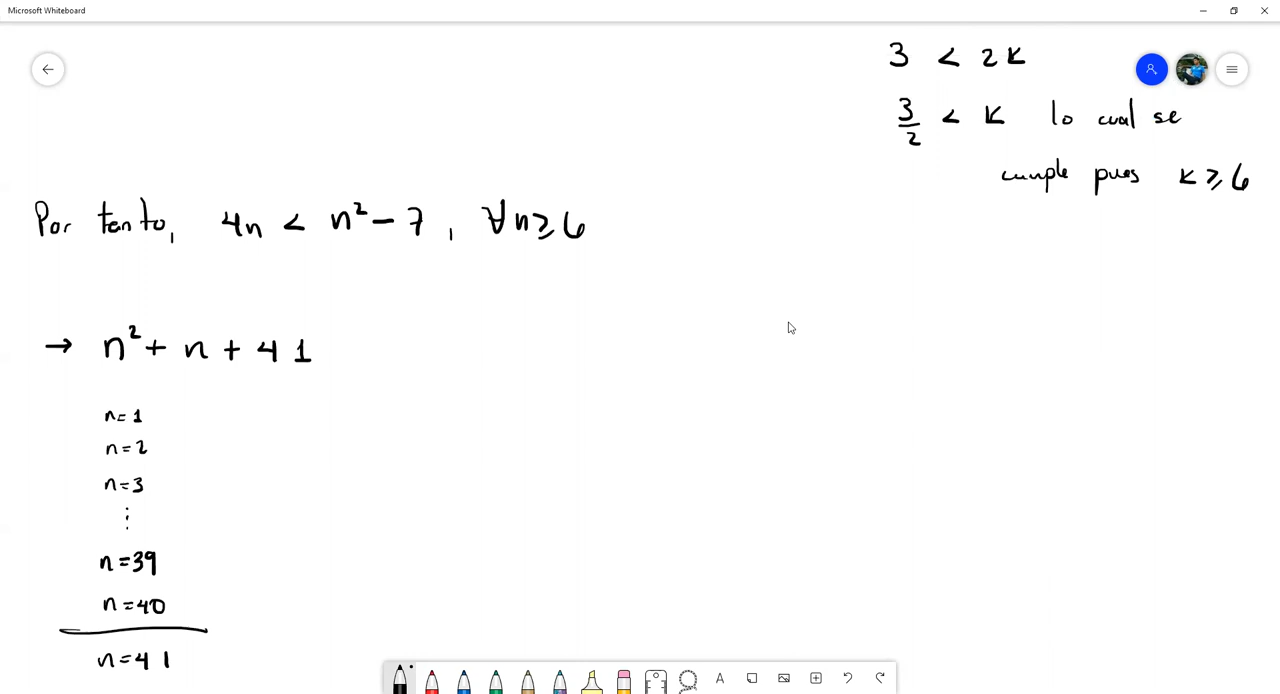 Microsoft Whiteboard
3 < 2k
3/2 < k lo cual se
cumple pues k ≥ 6
Por tanto, 4n < n² - 7, ∀n ≥ 6
→ n² + n + 41
n=1
n=2
n=3
⋮
n=39
n=40
n=41
A